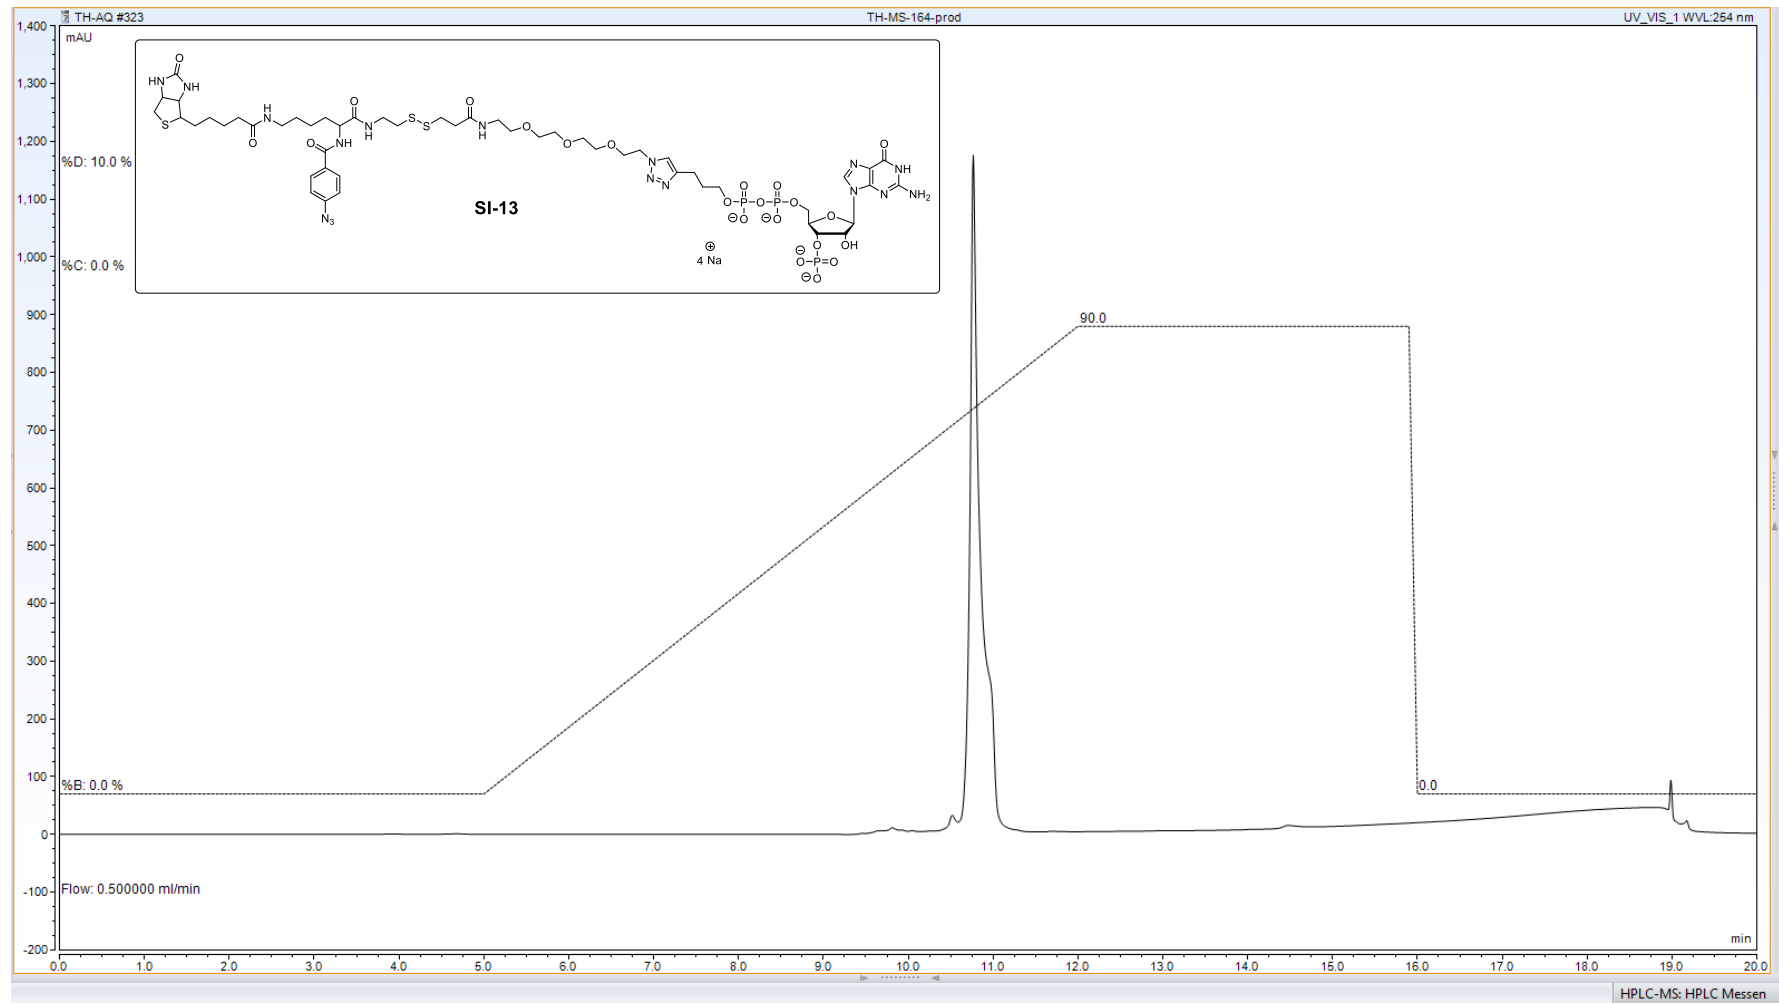 TH-AQ #323
TH-MS-164-prod
UV_VIS_1 WVL:254 nm
mAU
1,400
1,300
1,200
1,100
1,000
900
800
700
600
500
400
300
200
100
0
-100
-200
%D: 10.0 %
%C: 0.0 %
%B: 0.0 %
Flow: 0.500000 ml/min
O
HN
NH
S
O
H
N
O
N
H
O
NH
N3
S
S
O
N
H
O
O
O
N
N
N
O
O
P
O
⊖
O
O
P
O
⊖
O
O
O
P
O
O
⊖
O
⊖
OH
N
N
O
NH
N
NH2
SI-13
⊕
4 Na
90.0
0.0
min
0.0 1.0 2.0 3.0 4.0 5.0 6.0 7.0 8.0 9.0 10.0 11.0 12.0 13.0 14.0 15.0 16.0 17.0 18.0 19.0 20.0
HPLC-MS: HPLC Messen